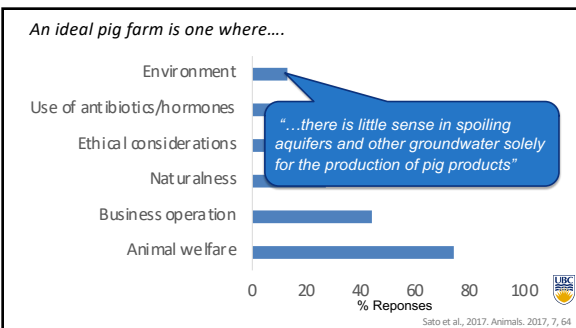 An ideal pig farm is one where....
Environment
Use of antibiotics/hormones
Ethical considerations
Naturalness
Business operation
Animal welfare
"...there is little sense in spoiling
aquifers and other groundwater solely
for the production of pig products"
0 20 40 60 80 100
% Reponses
UBC
Sato et al., 2017. Animals. 2017, 7, 64